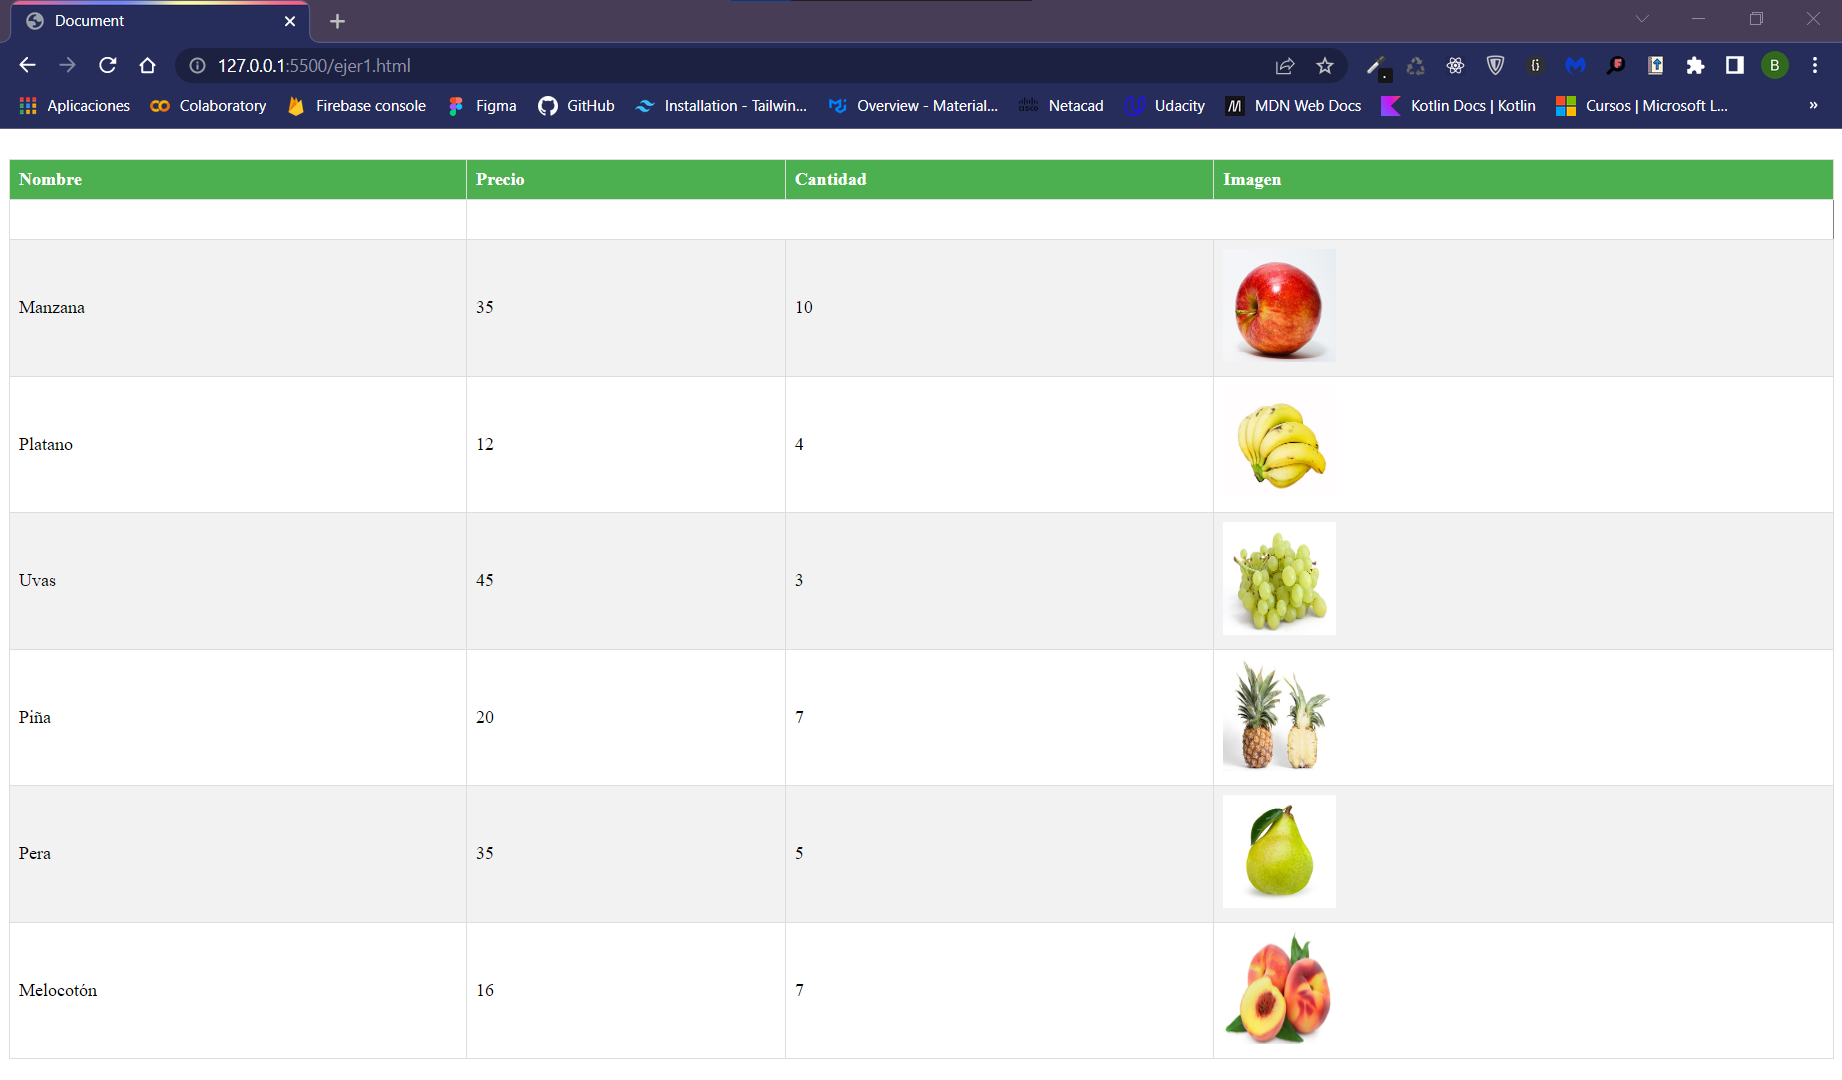 Document
127.0.0.1:5500/ejer1.html
B
Aplicaciones Colaboratory Firebase console Figma GitHub Installation - Tailwin... Overview - Material... Netacad Udacity MDN Web Docs Kotlin Docs | Kotlin Cursos | Microsoft L... »
Nombre Precio Cantidad Imagen
Manzana 35 10
Platano 12 4
Uvas 45 3
Piña 20 7
Pera 35 5
Melocotón 16 7